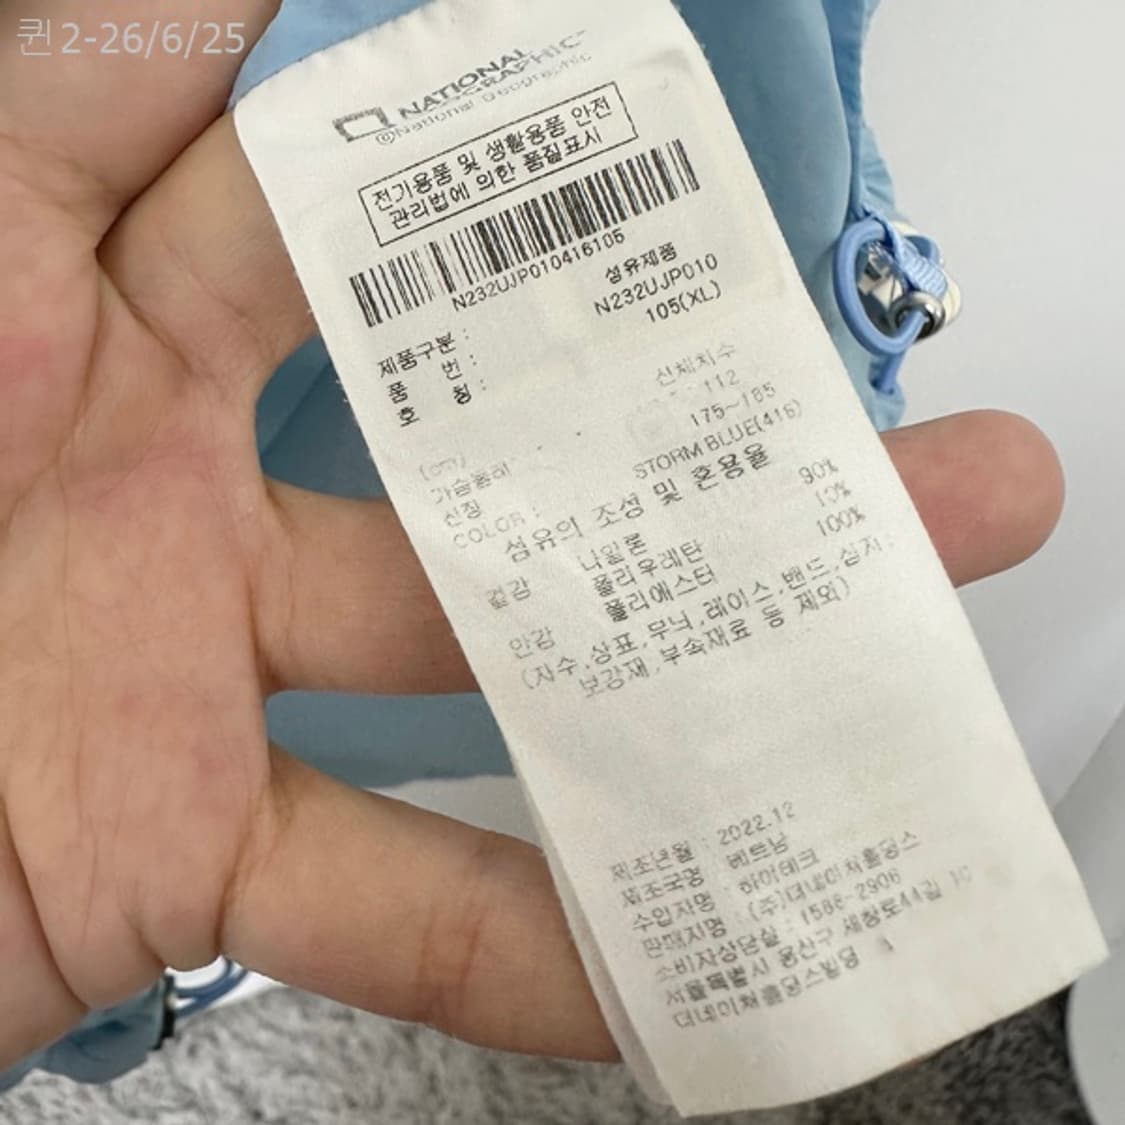 퀸2-26/6/25
NATIONAL
GEOGRAPHIC
©National Geographic
전기용품 및 생활용품 안전
관리법에 의한 품질표시
N232UJP010416105
제품구분 : 섬유제품
품 번 : N232UJP010
호 칭 : 105(XL)
(cm) 신체치수
가슴둘레 : 112
신장 175~185
COLOR : STORM BLUE(416)
섬유의 조성 및 혼용율
겉감 나일론 90%
폴리우레탄 10%
안감 폴리에스터 100%
(자수,상표,무늬,레이스,밴드,심지,
보강재,부속재료 등 제외)
제조년월 : 2022.12
제조국명 : 베트남
수입자명 : 하이테크
판매자명 : (주)더네이쳐홀딩스
소비자상담실 : 1588-2906
서울특별시 용산구 새창로44길 10
더네이쳐홀딩스빌딩